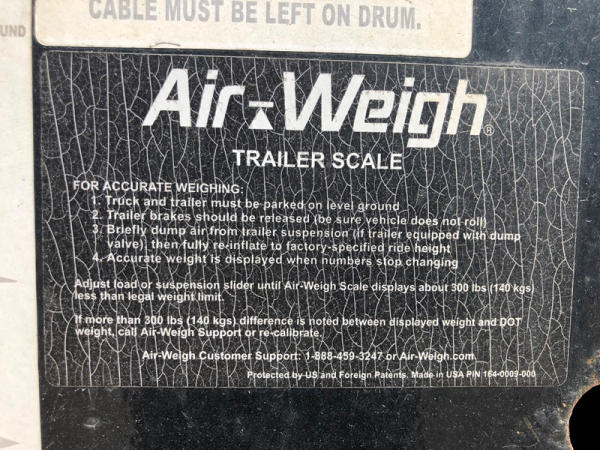 CABLE MUST BE LEFT ON DRUM.
UND
Air-Weigh®
TRAILER SCALE
FOR ACCURATE WEIGHING:
1. Truck and trailer must be parked on level ground
2. Trailer brakes should be released (be sure vehicle does not roll)
3. Briefly dump air from trailer suspension (if trailer equipped with dump
valve), then fully re-inflate to factory-specified ride height
4. Accurate weight is displayed when numbers stop changing
Adjust load or suspension slider until Air-Weigh Scale displays about 300 lbs (140 kgs)
less than legal weight limit.
If more than 300 lbs (140 kgs) difference is noted between displayed weight and DOT
weight, call Air-Weigh Support or re-calibrate.
Air-Weigh Customer Support: 1-888-459-3247 or Air-Weigh.com
Protected by US and Foreign Patents. Made in USA P/N 164-0009-000